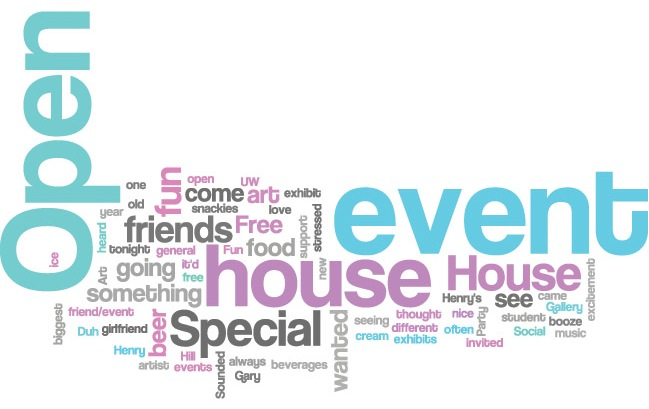 Open
event
house
House
Special
friends
fun
come
art
exhibit
one
open
UW
old
snackies
love
year
heard
Free
support
stressed
ice
tonight
general
Fun
food
Art
going
It'd
free
new
something
Henry's
see
came
Gallery
excitement
biggest
friend/event
Duh
girlfriend
beer
Henry
artist
Hill
events
Sounded
always
Gary
beverages
wanted
seeing
thought
nice
Party
student
booze
different
often
Social
music
cream
exhibits
invited